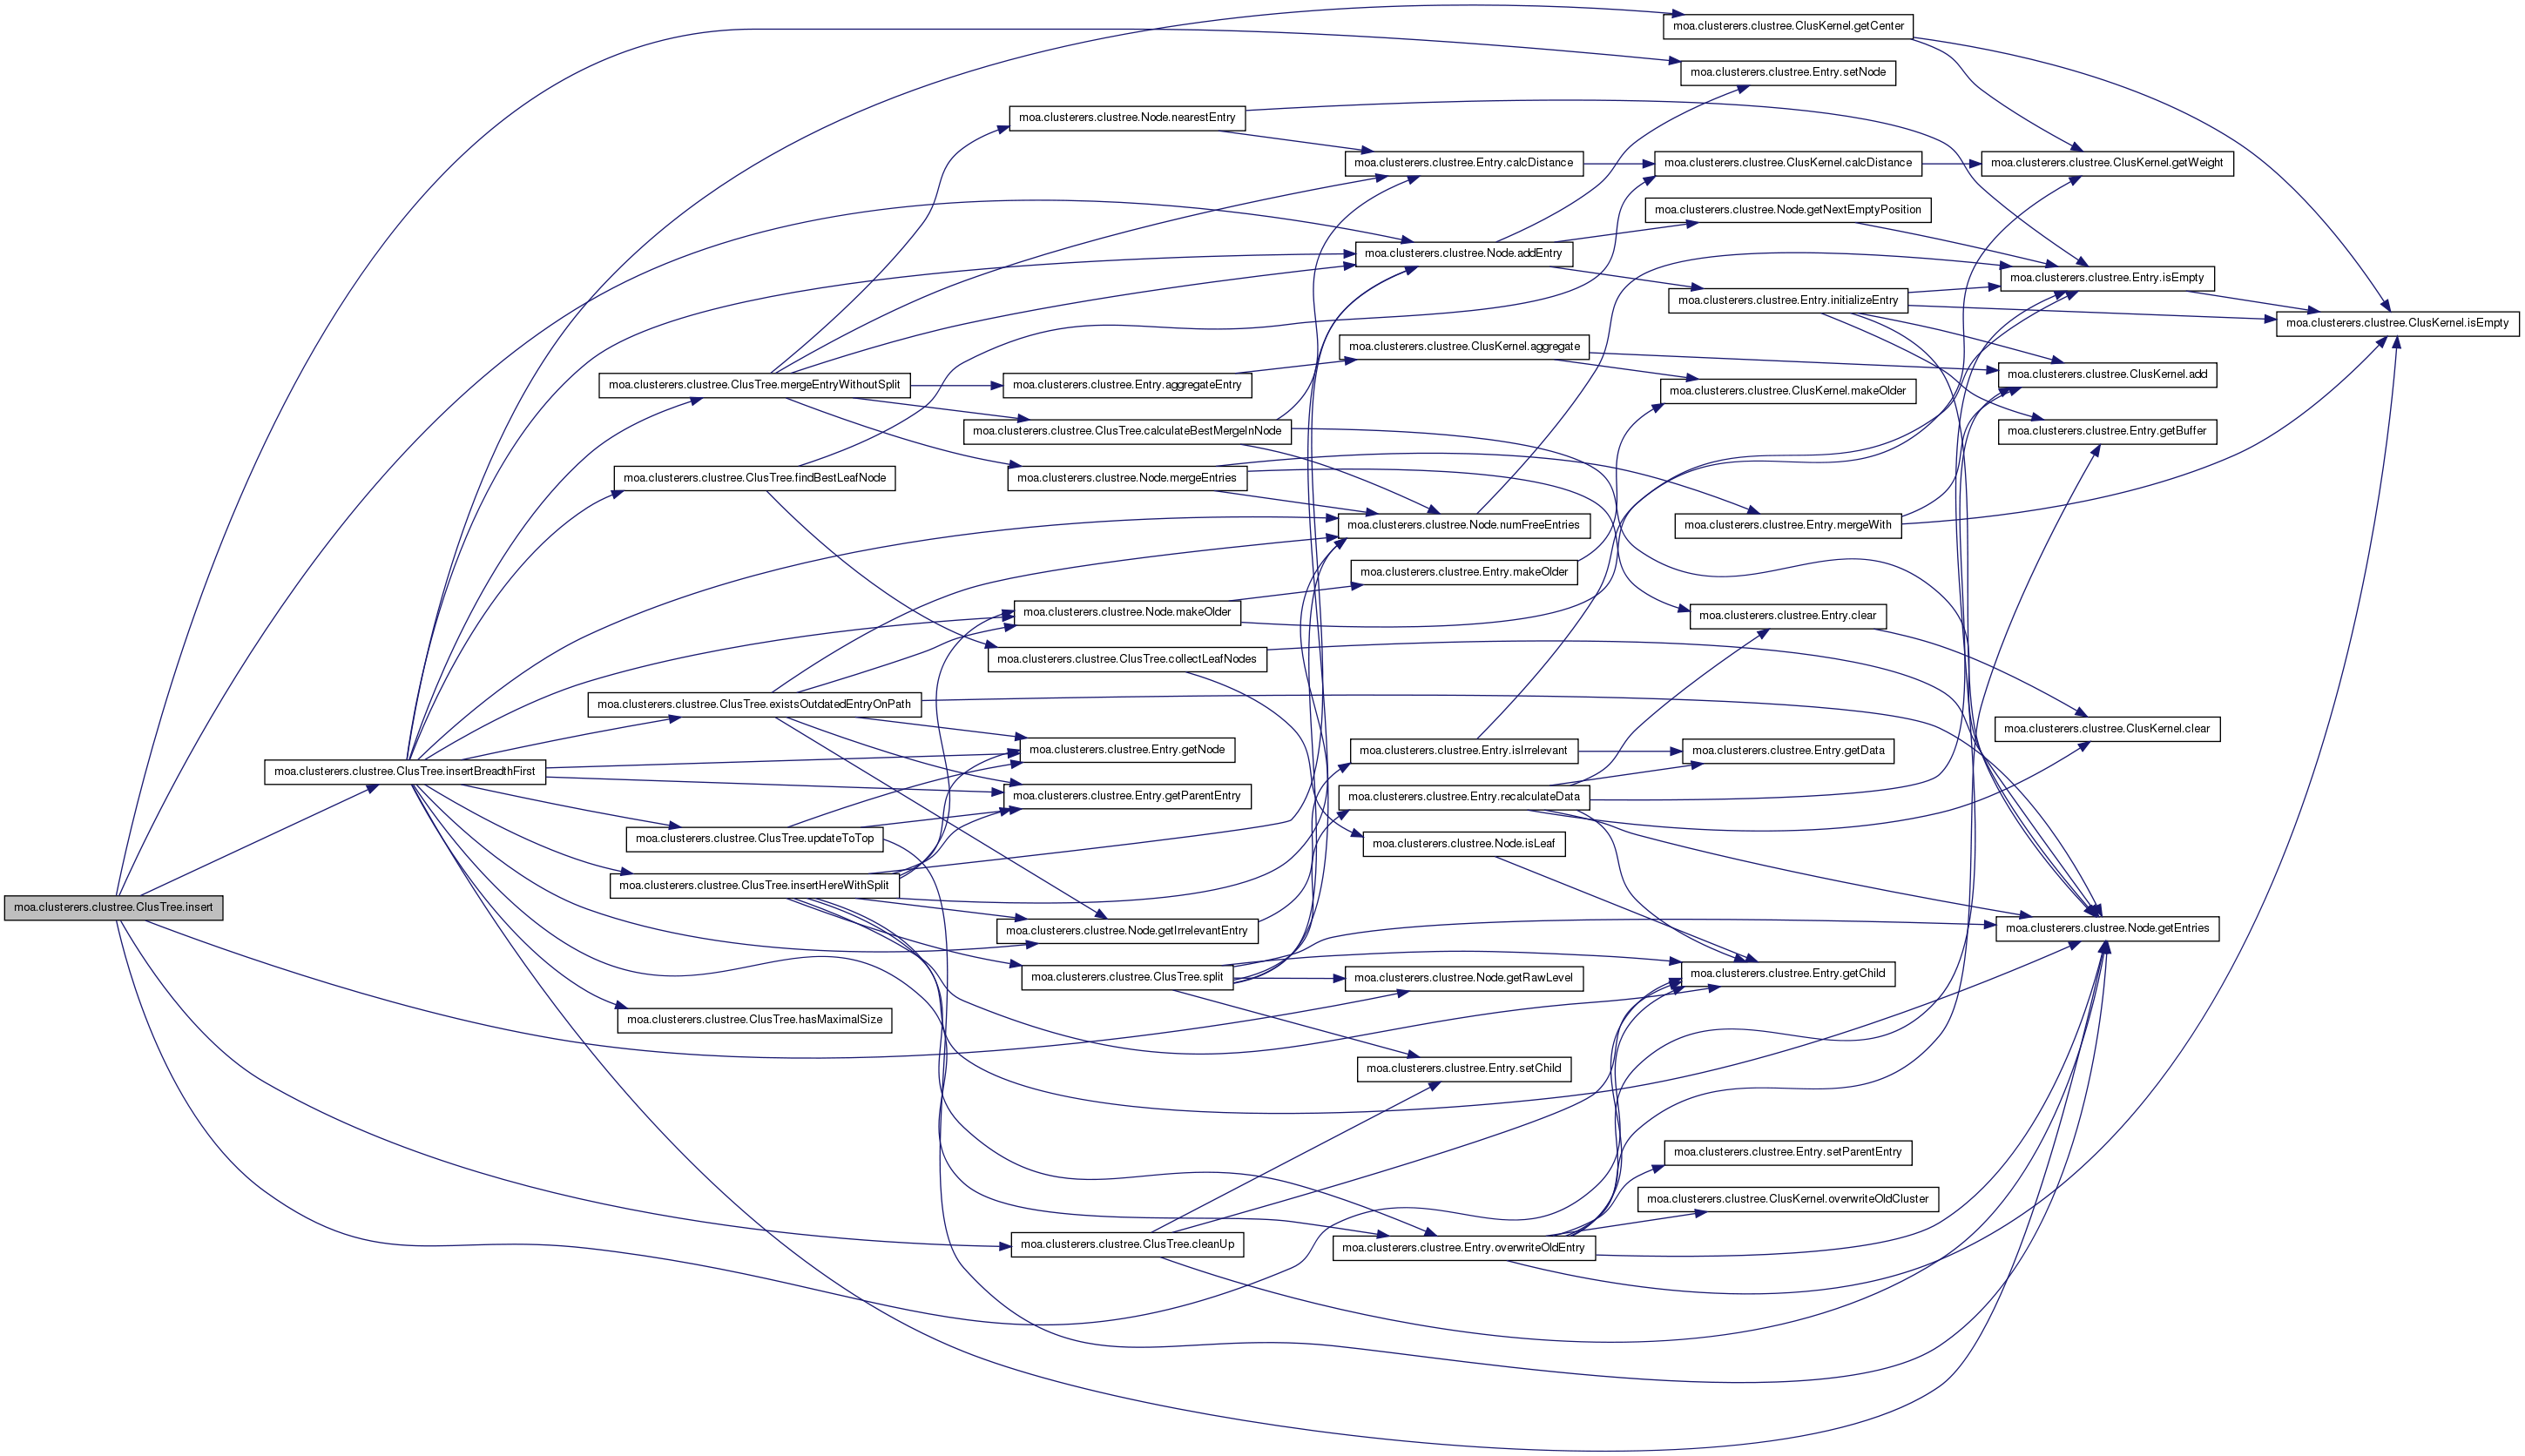 moa.clusterers.clustree.ClusKernel.getCenter
moa.clusterers.clustree.Entry.setNode
moa.clusterers.clustree.Node.nearestEntry
moa.clusterers.clustree.Entry.calcDistance
moa.clusterers.clustree.ClusKernel.calcDistance
moa.clusterers.clustree.ClusKernel.getWeight
moa.clusterers.clustree.Node.getNextEmptyPosition
moa.clusterers.clustree.Node.addEntry
moa.clusterers.clustree.Entry.isEmpty
moa.clusterers.clustree.Entry.initializeEntry
moa.clusterers.clustree.ClusKernel.isEmpty
moa.clusterers.clustree.ClusKernel.aggregate
moa.clusterers.clustree.ClusKernel.add
moa.clusterers.clustree.ClusTree.mergeEntryWithoutSplit
moa.clusterers.clustree.Entry.aggregateEntry
moa.clusterers.clustree.ClusKernel.makeOlder
moa.clusterers.clustree.ClusTree.calculateBestMergeInNode
moa.clusterers.clustree.Entry.getBuffer
moa.clusterers.clustree.ClusTree.findBestLeafNode
moa.clusterers.clustree.Node.mergeEntries
moa.clusterers.clustree.Node.numFreeEntries
moa.clusterers.clustree.Entry.mergeWith
moa.clusterers.clustree.Entry.makeOlder
moa.clusterers.clustree.Node.makeOlder
moa.clusterers.clustree.Entry.clear
moa.clusterers.clustree.ClusTree.collectLeafNodes
moa.clusterers.clustree.ClusTree.existsOutdatedEntryOnPath
moa.clusterers.clustree.ClusKernel.clear
moa.clusterers.clustree.Entry.getNode
moa.clusterers.clustree.Entry.isIrrelevant
moa.clusterers.clustree.Entry.getData
moa.clusterers.clustree.ClusTree.insertBreadthFirst
moa.clusterers.clustree.Entry.getParentEntry
moa.clusterers.clustree.Entry.recalculateData
moa.clusterers.clustree.ClusTree.updateToTop
moa.clusterers.clustree.Node.isLeaf
moa.clusterers.clustree.ClusTree.insertHereWithSplit
moa.clusterers.clustree.ClusTree.insert
moa.clusterers.clustree.Node.getIrrelevantEntry
moa.clusterers.clustree.Node.getEntries
moa.clusterers.clustree.ClusTree.split
moa.clusterers.clustree.Node.getRawLevel
moa.clusterers.clustree.Entry.getChild
moa.clusterers.clustree.ClusTree.hasMaximalSize
moa.clusterers.clustree.Entry.setChild
moa.clusterers.clustree.Entry.setParentEntry
moa.clusterers.clustree.ClusKernel.overwriteOldCluster
moa.clusterers.clustree.ClusTree.cleanUp
moa.clusterers.clustree.Entry.overwriteOldEntry